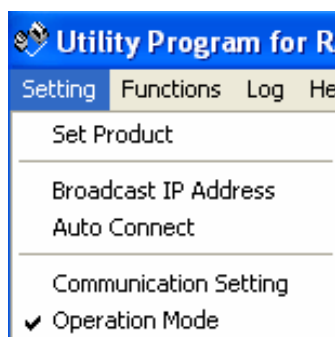 Utility Program for R
Setting Functions Log He
Set Product
Broadcast IP Address
Auto Connect
Communication Setting
Operation Mode